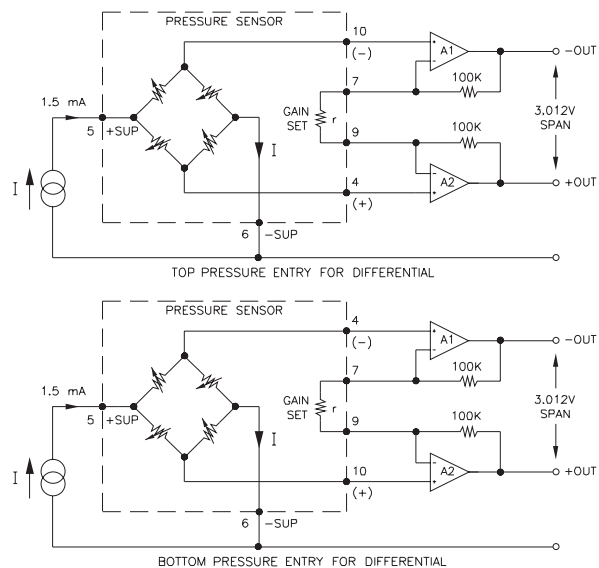 PRESSURE SENSOR
10
(-)
A1
-OUT
7
100K
1.5 mA
GAIN
SET
r
3.012V
SPAN
5
+SUP
I
9
100K
I
A2
+OUT
4
(+)
6
-SUP
TOP PRESSURE ENTRY FOR DIFFERENTIAL
PRESSURE SENSOR
4
(-)
A1
-OUT
7
100K
1.5 mA
GAIN
SET
r
3.012V
SPAN
5
+SUP
I
9
100K
I
A2
+OUT
10
(+)
6
-SUP
BOTTOM PRESSURE ENTRY FOR DIFFERENTIAL